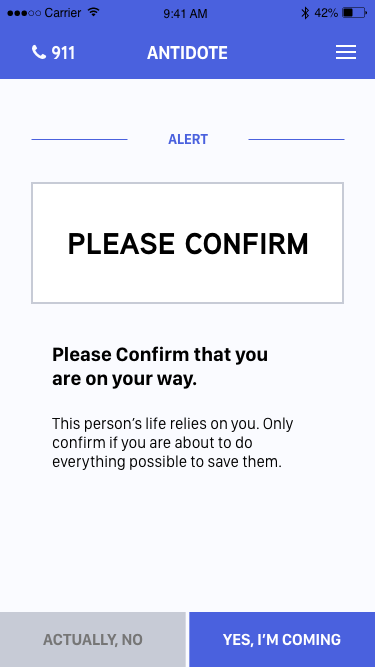 Carrier 9:41 AM 42%
911 ANTIDOTE
ALERT
PLEASE CONFIRM
Please Confirm that you
are on your way.
This person's life relies on you. Only
confirm if you are about to do
everything possible to save them.
ACTUALLY, NO YES, I'M COMING